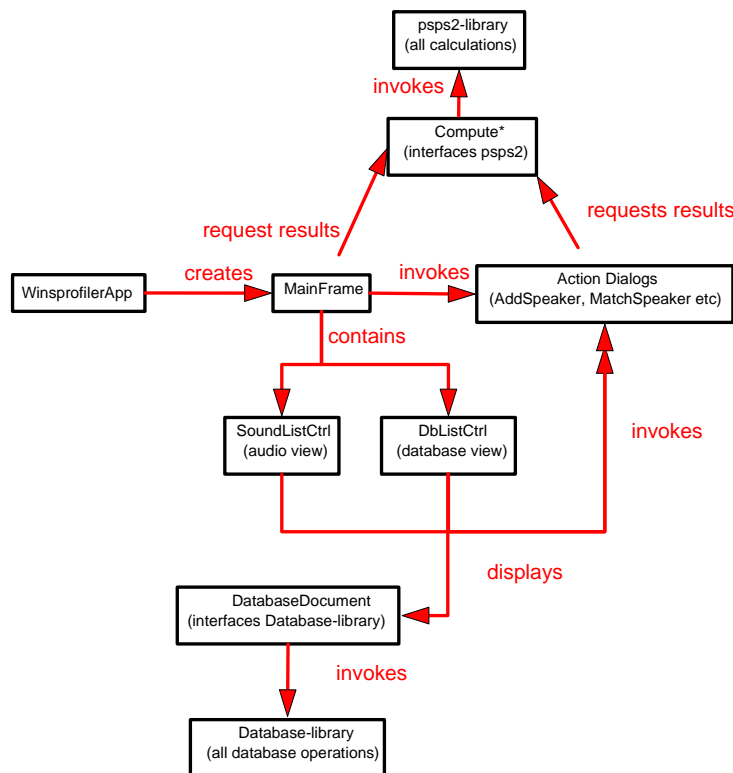 psps2-library
(all calculations)
invokes
Compute*
(interfaces psps2)
request results
requests results
creates
invokes
WinsprofilerApp
MainFrame
Action Dialogs
(AddSpeaker, MatchSpeaker etc)
contains
SoundListCtrl
(audio view)
DbListCtrl
(database view)
invokes
displays
DatabaseDocument
(interfaces Database-library)
invokes
Database-library
(all database operations)